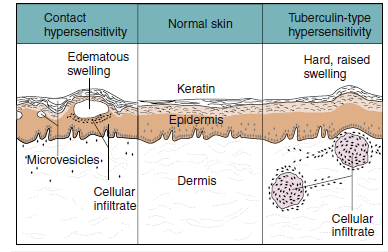 Contact
hypersensitivity
Normal skin
Tuberculin-type
hypersensitivity
Edematous
swelling
Keratin
Hard, raised
swelling
Epidermis
Microvesicles
Dermis
Cellular
infiltrate
Cellular
infiltrate